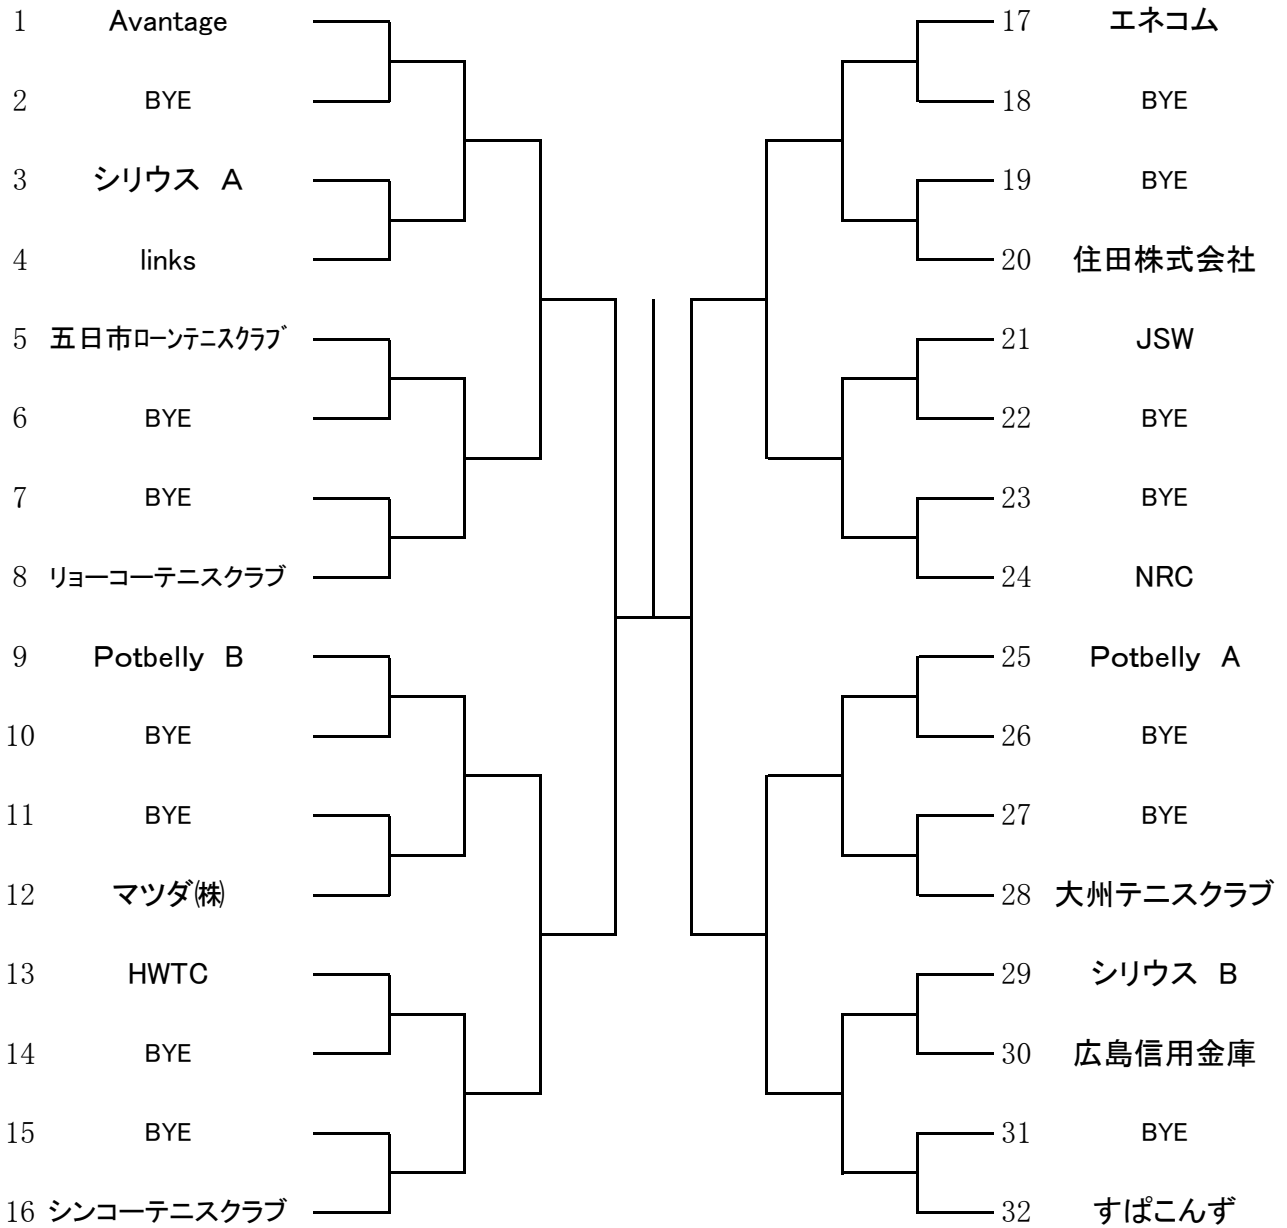 1 Avantage
2 BYE
3 シリウス A
4 links
5 五日市ローンテニスクラブ
6 BYE
7 BYE
8 リョーコーテニスクラブ
9 Potbelly B
10 BYE
11 BYE
12 マツダ㈱
13 HWTC
14 BYE
15 BYE
16 シンコーテニスクラブ
17 エネコム
18 BYE
19 BYE
20 住田株式会社
21 JSW
22 BYE
23 BYE
24 NRC
25 Potbelly A
26 BYE
27 BYE
28 大州テニスクラブ
29 シリウス B
30 広島信用金庫
31 BYE
32 すぱこんず